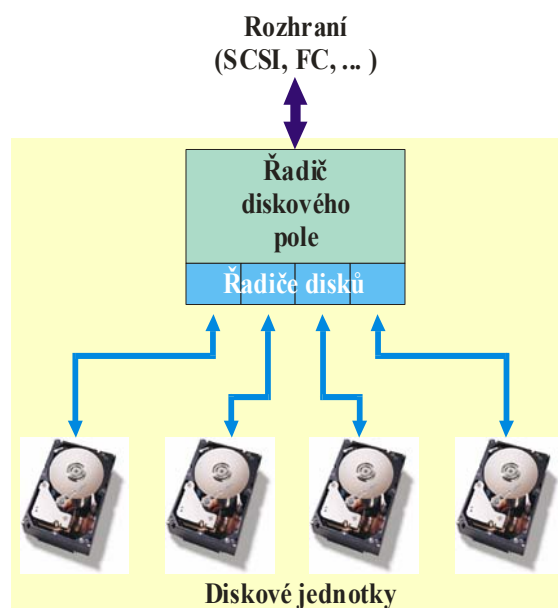 Rozhraní
(SCSI, FC, ... )
Řadič
diskového
pole
Řadiče disků
Diskové jednotky